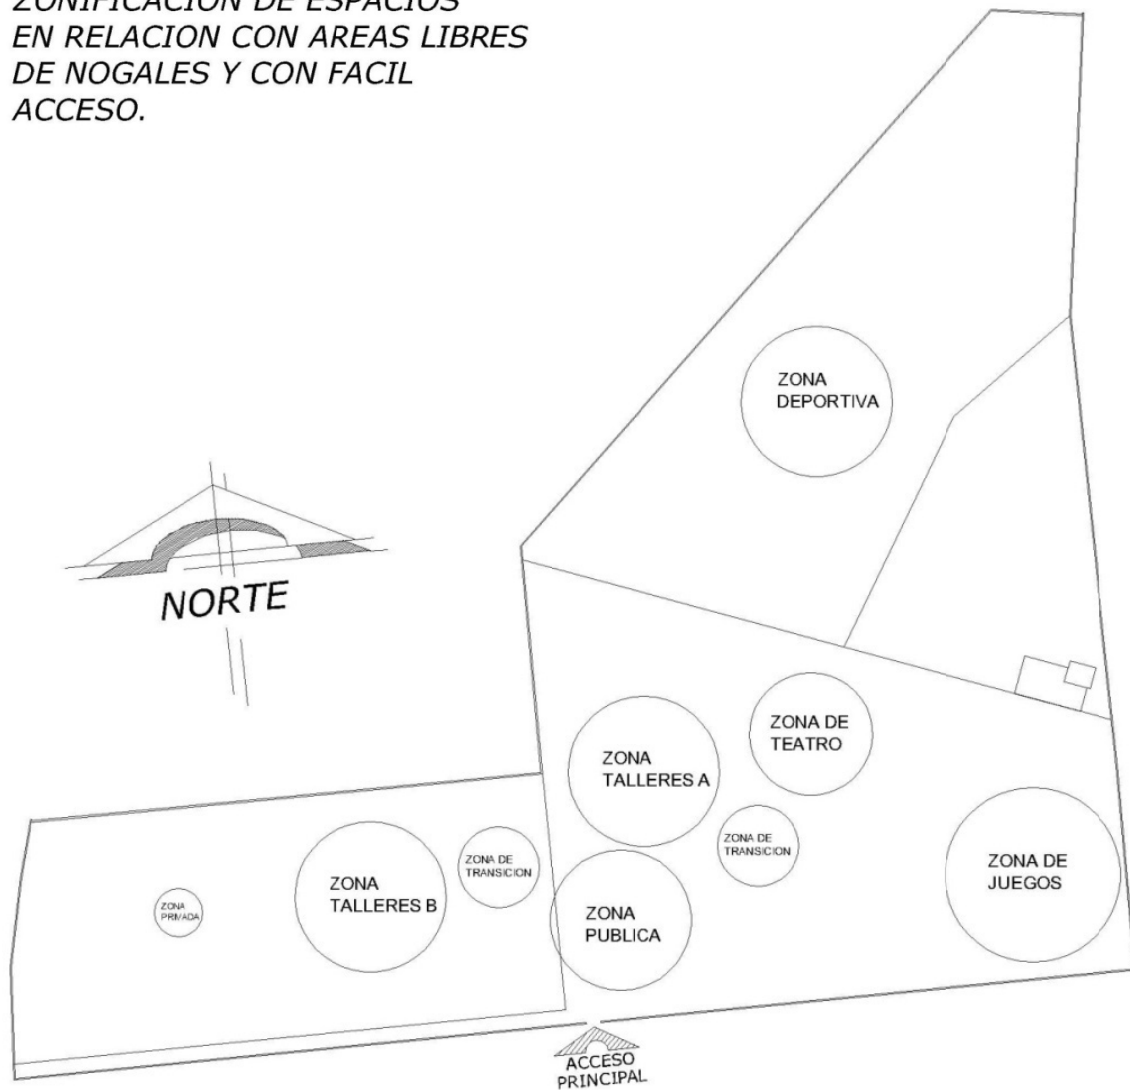 ZONIFICACION DE ESPACIOS
EN RELACION CON AREAS LIBRES
DE NOGALES Y CON FACIL
ACCESO.
ZONA
DEPORTIVA
NORTE
ZONA DE
TEATRO
ZONA
TALLERES A
ZONA DE
TRANSICION
ZONA DE
JUEGOS
ZONA DE
TRANSICION
ZONA
TALLERES B
ZONA
PRIVADA
ZONA
PUBLICA
ACCESO
PRINCIPAL